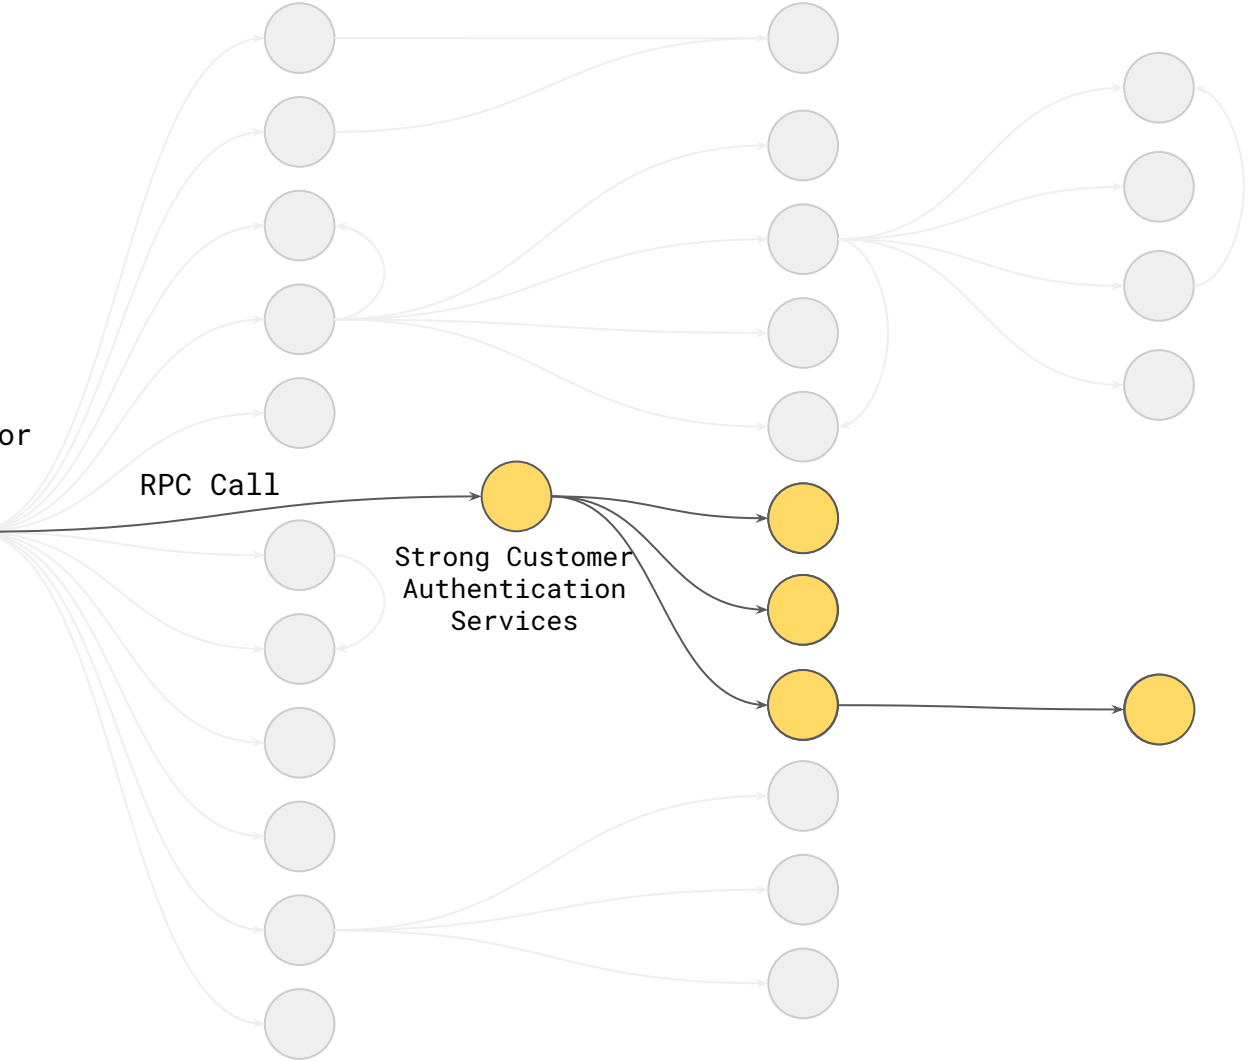 or
RPC Call
Strong Customer
Authentication
Services